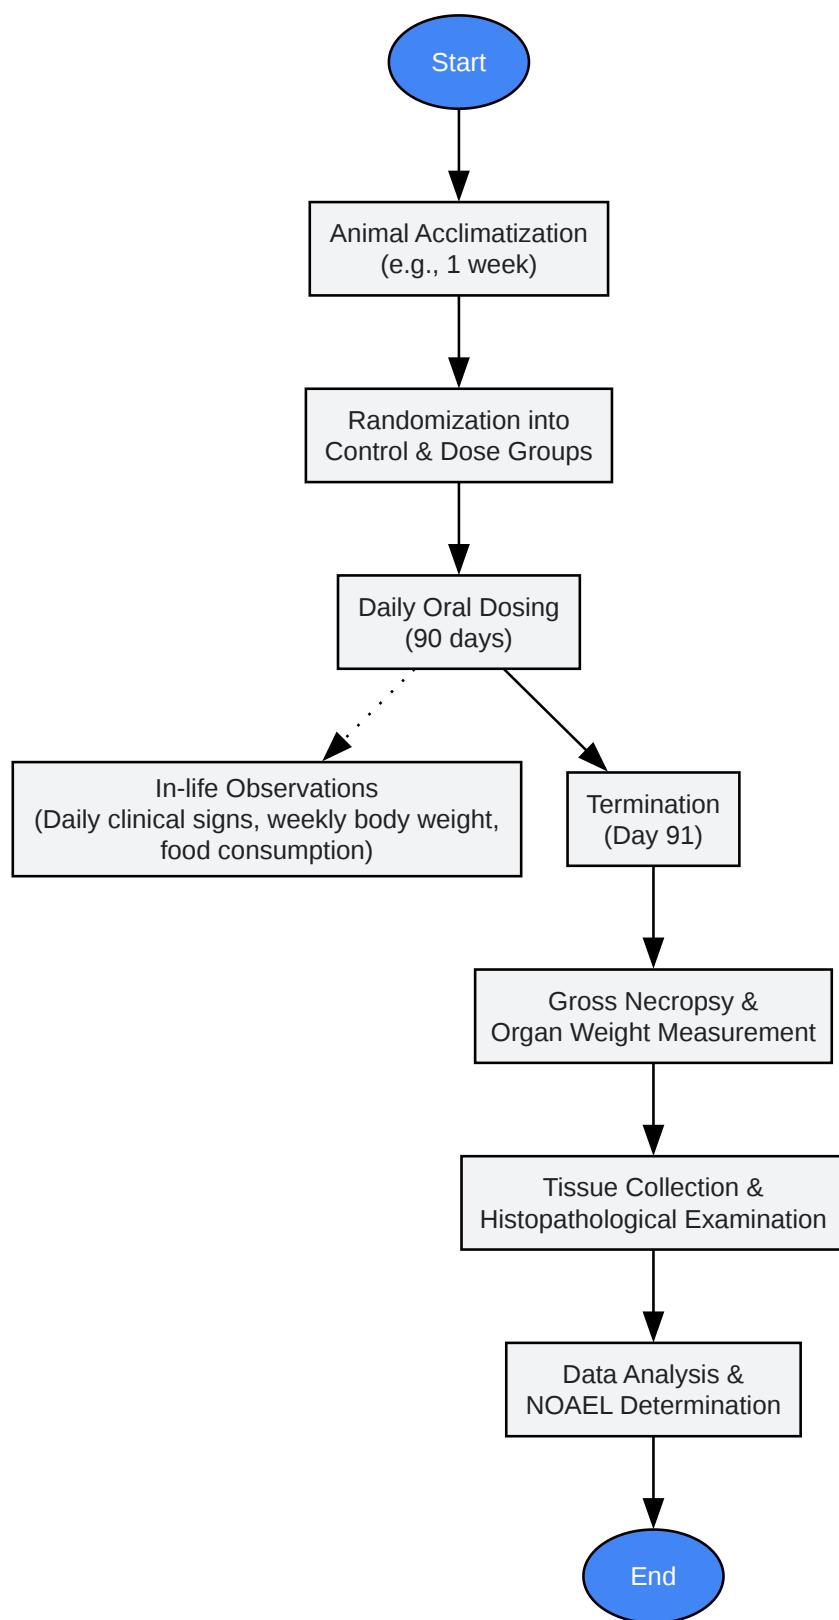 Start
Animal Acclimatization
(e.g., 1 week)
Randomization into
Control & Dose Groups
Daily Oral Dosing
(90 days)
In-life Observations
(Daily clinical signs, weekly body weight,
food consumption)
Termination
(Day 91)
Gross Necropsy &
Organ Weight Measurement
Tissue Collection &
Histopathological Examination
Data Analysis &
NOAEL Determination
End